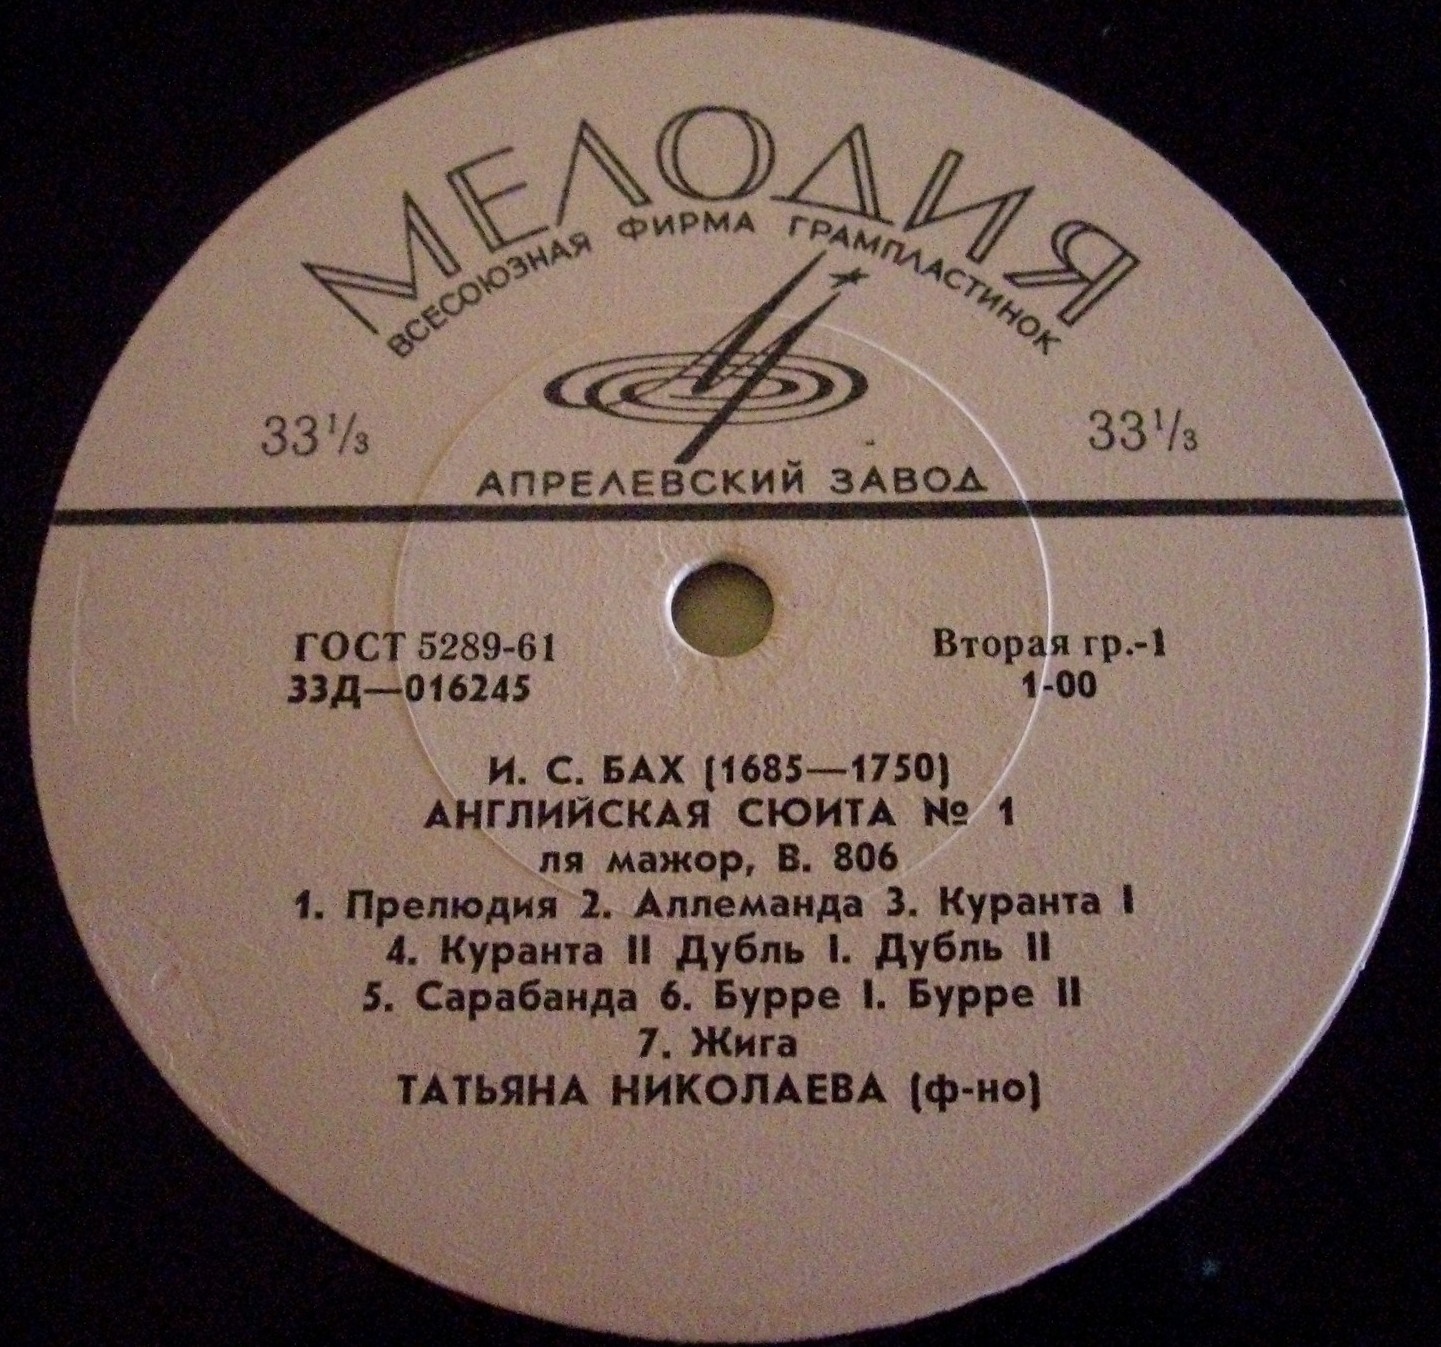 МЕЛОДИЯ
ВСЕСОЮЗНАЯ ФИРМА ГРАМПЛАСТИНОК
33⅓ 33⅓
АПРЕЛЕВСКИЙ ЗАВОД
ГОСТ 5289-61 Вторая гр.-1
33Д—016245 1-00
И. С. БАХ (1685—1750)
АНГЛИЙСКАЯ СЮИТА № 1
ля мажор, В. 806
1. Прелюдия 2. Аллеманда 3. Куранта I
4. Куранта II Дубль I. Дубль II
5. Сарабанда 6. Бурре I. Бурре II
7. Жига
ТАТЬЯНА НИКОЛАЕВА (ф-но)